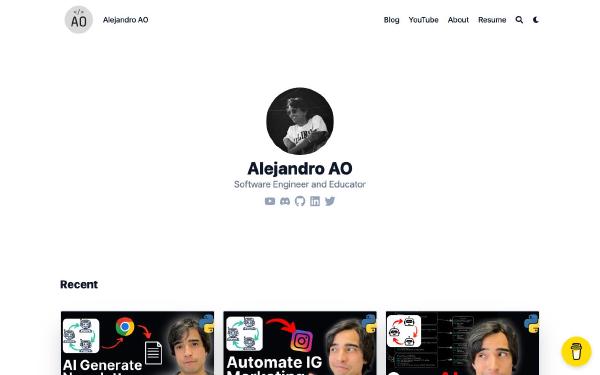 </>
AO
Alejandro AO
Blog
YouTube
About
Resume
Alejandro AO
Software Engineer and Educator
Recent
AI Generate
Automate IG